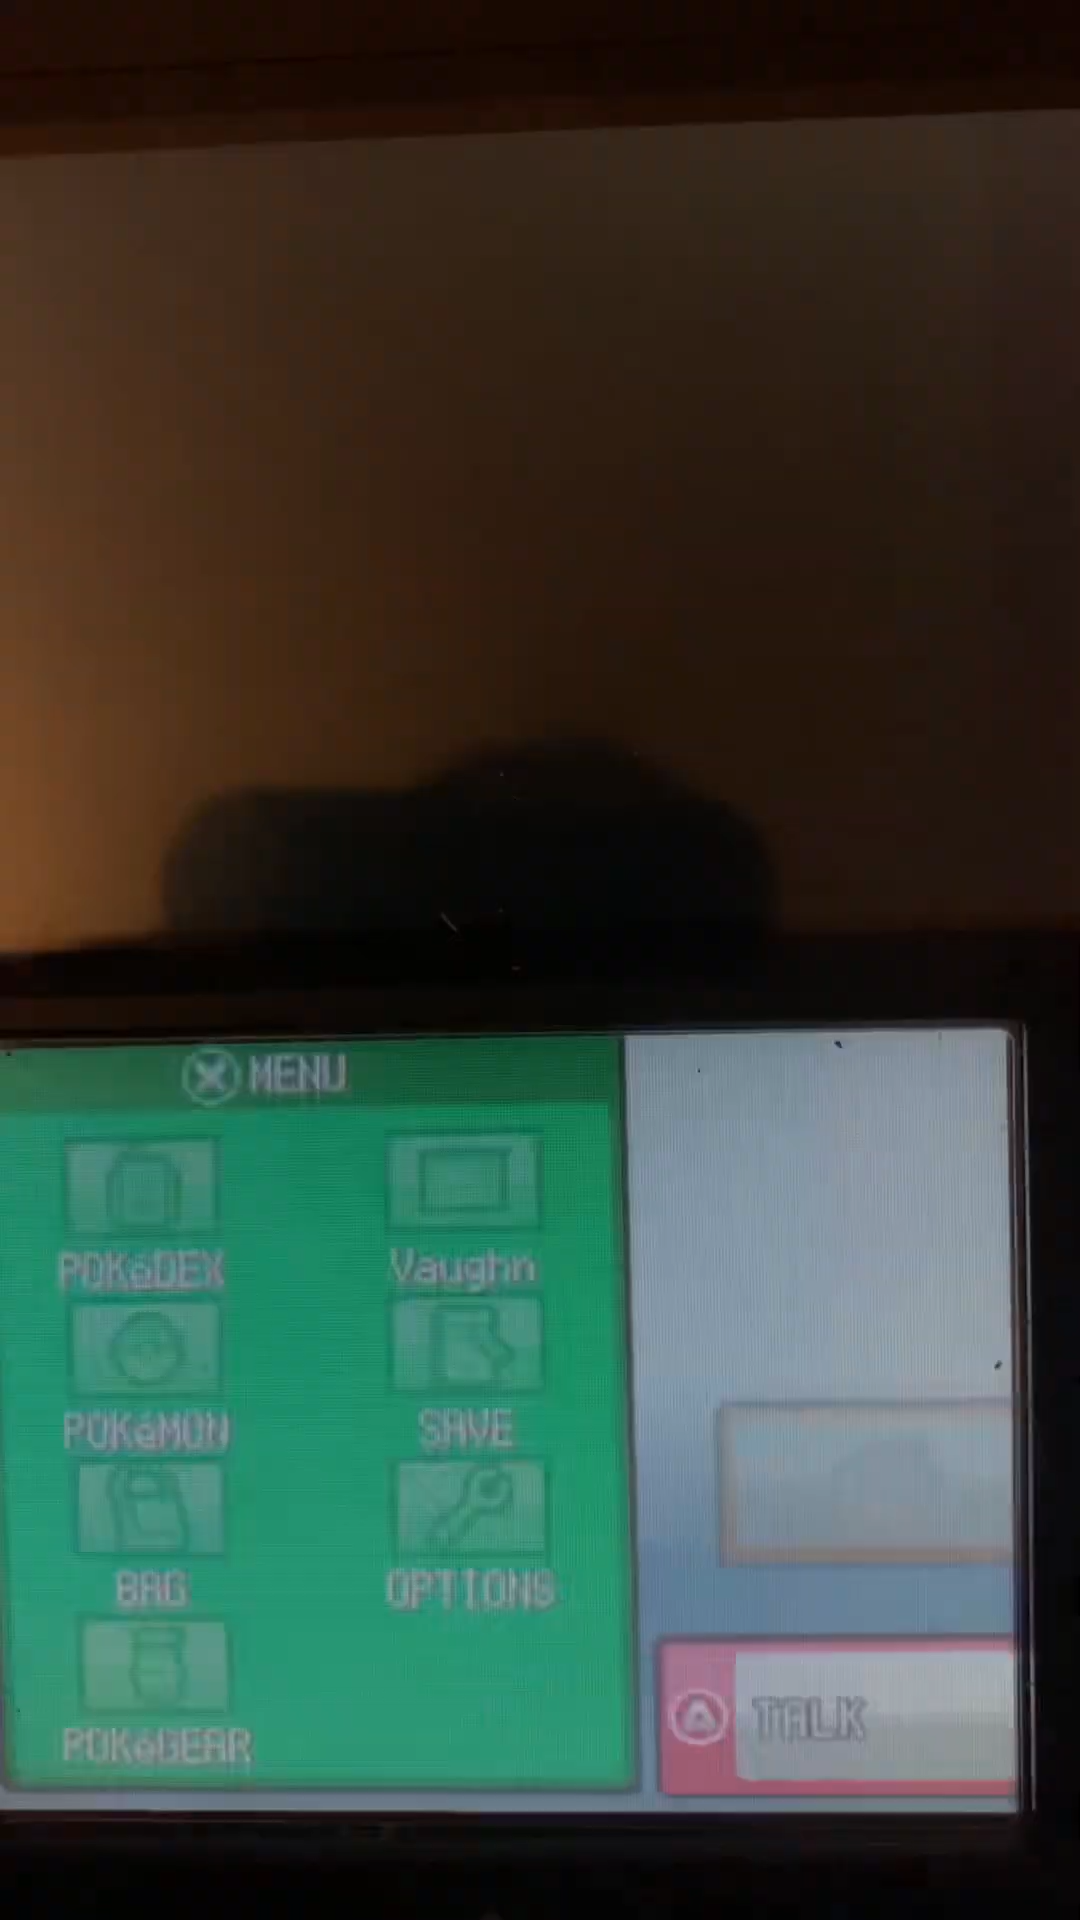 X MENU
POKéDEX
Vaughn
POKéMON
SAVE
BAG
OPTIONS
POKéGEAR
A TALK